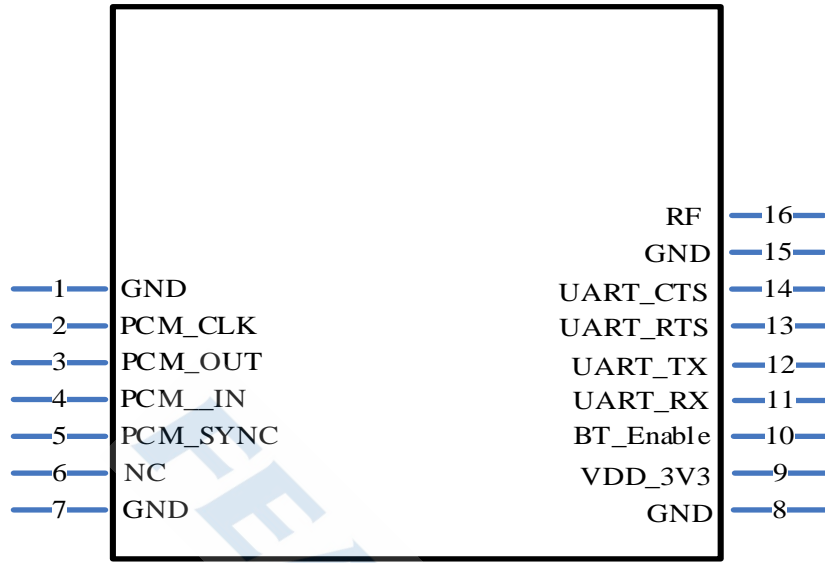 RF 16
GND 15
1 GND UART_CTS 14
2 PCM_CLK UART_RTS 13
3 PCM_OUT UART_TX 12
4 PCM__IN UART_RX 11
5 PCM_SYNC BT_Enable 10
6 NC VDD_3V3 9
7 GND GND 8